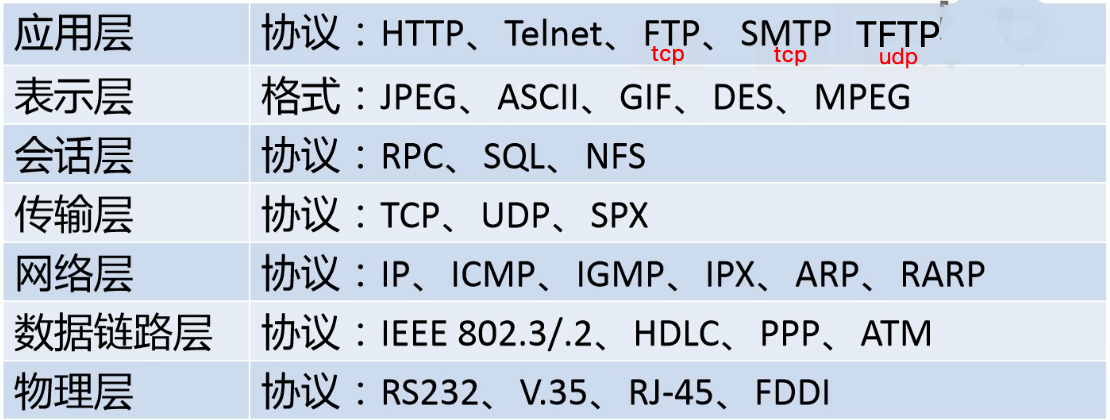 应用层 协议：HTTP、Telnet、FTP、SMTP TFTP
tcp tcp udp
表示层 格式：JPEG、ASCII、GIF、DES、MPEG
会话层 协议：RPC、SQL、NFS
传输层 协议：TCP、UDP、SPX
网络层 协议：IP、ICMP、IGMP、IPX、ARP、RARP
数据链路层 协议：IEEE 802.3/.2、HDLC、PPP、ATM
物理层 协议：RS232、V.35、RJ-45、FDDI